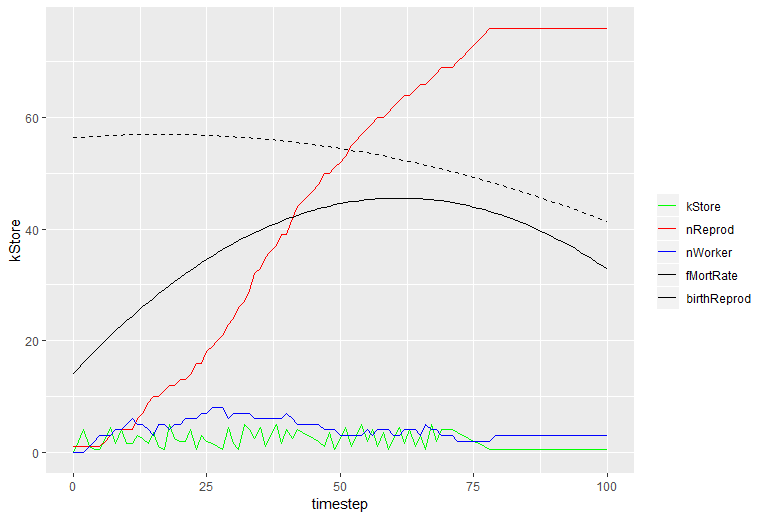 kStore
60
40
20
0
0
25
50
75
100
timestep
kStore
nReprod
nWorker
fMortRate
birthReprod